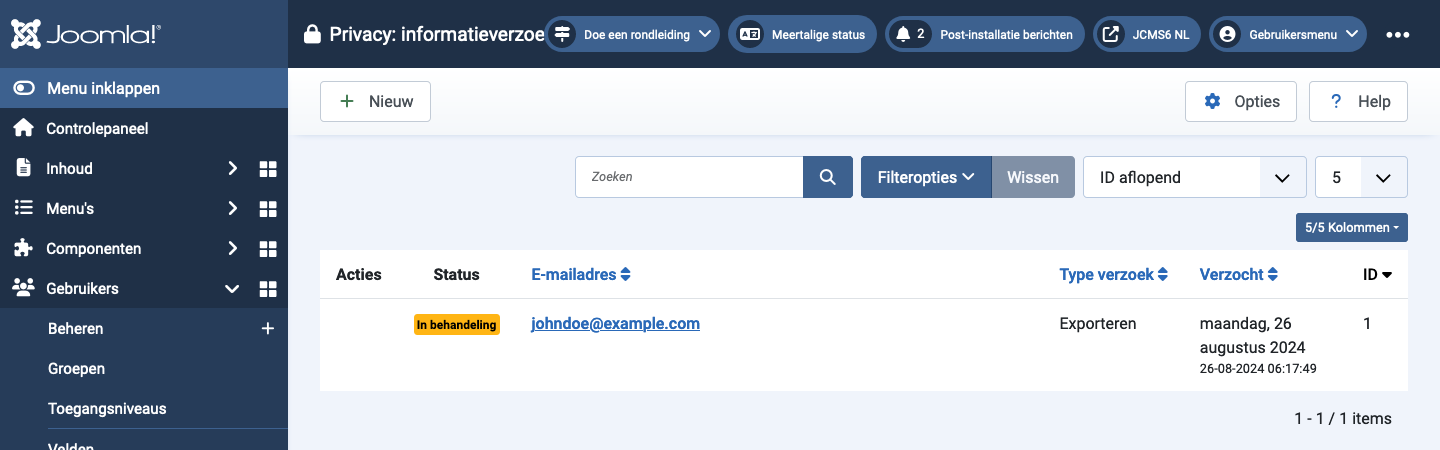 Joomla!®
Privacy: informatieverzoe
Doe een rondleiding
Meertalige status
2 Post-installatie berichten
JCMS6 NL
Gebruikersmenu
Menu inklappen
Controlepaneel
Inhoud
Menu's
Componenten
Gebruikers
Beheren
Groepen
Toegangsniveaus
Velden
Nieuw
Opties
? Help
Zoeken
Filteropties
Wissen
ID aflopend
5
5/5 Kolommen
Acties Status E-mailadres Type verzoek Verzocht ID
In behandeling johndoe@example.com Exporteren maandag, 26 1
augustus 2024
26-08-2024 06:17:49
1 - 1 / 1 items